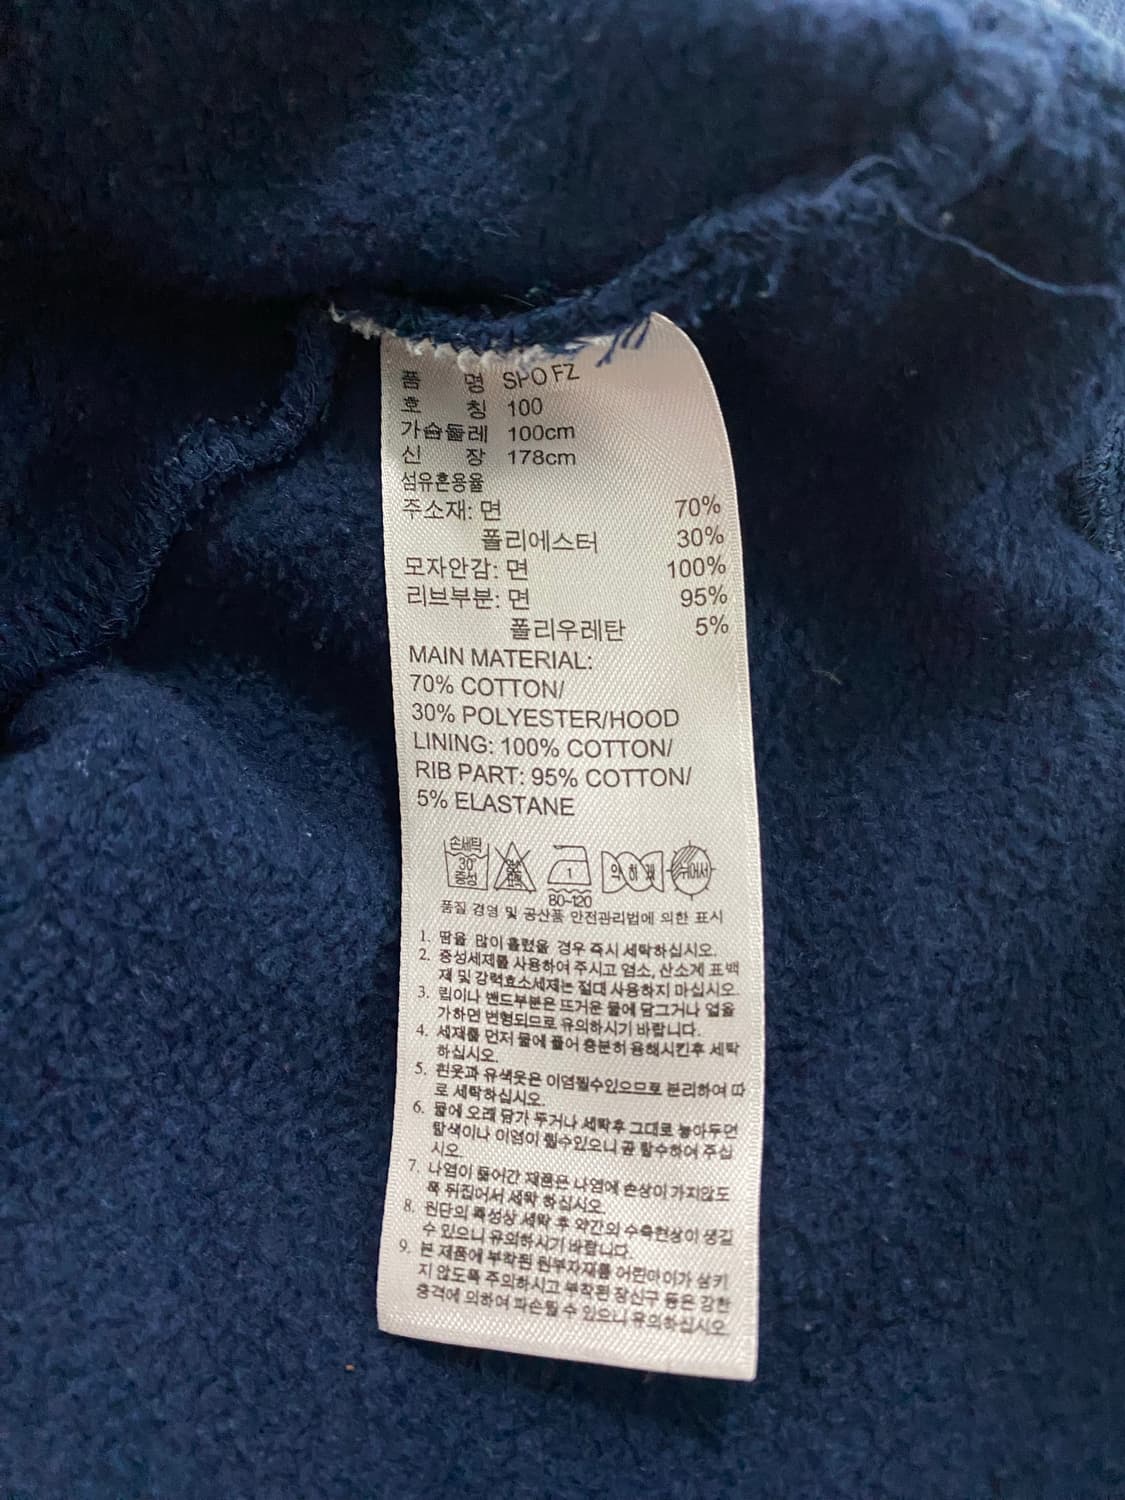 품 명 SPO FZ
호 칭 100
가슴둘레 100cm
신 장 178cm
섬유혼용율
주소재: 면 70%
폴리에스터 30%
모자안감: 면 100%
리브부분: 면 95%
폴리우레탄 5%
MAIN MATERIAL:
70% COTTON/
30% POLYESTER/HOOD
LINING: 100% COTTON/
RIB PART: 95% COTTON/
5% ELASTANE
손세탁
30° 약하게
중성 1 뉘어서
80~120
품질 경영 및 공산품 안전관리법에 의한 표시
1. 땀을 많이 흘렸을 경우 즉시 세탁하십시오.
2. 중성세제를 사용하여 주시고 염소, 산소계 표백
제 및 강력효소세제는 절대 사용하지 마십시오.
3. 립이나 밴드부분은 뜨거운 물에 담그거나 열을
가하면 변형되므로 유의하시기 바랍니다.
4. 세재를 먼저 물에 풀어 충분히 용해시킨후 세탁
하십시오.
5. 흰옷과 유색옷은 이염될수있으므로 분리하여 따
로 세탁하십시오.
6. 물에 오래 담가 두거나 세탁후 그대로 놓아두면
탈색이나 이염이 될수있으니 곧 탈수하여 주십
시오.
7. 나염이 들어간 제품은 나염에 손상이 가지않도
록 뒤집어서 세탁 하십시오.
8. 원단의 특성상 세탁 후 약간의 수축현상이 생길
수 있으니 유의하시기 바랍니다.
9. 본 제품에 부착된 원부자재를 어린아이가 삼키
지 않도록 주의하시고 부착된 장신구 등은 강한
충격에 의하여 파손될 수 있으니 유의하십시오.